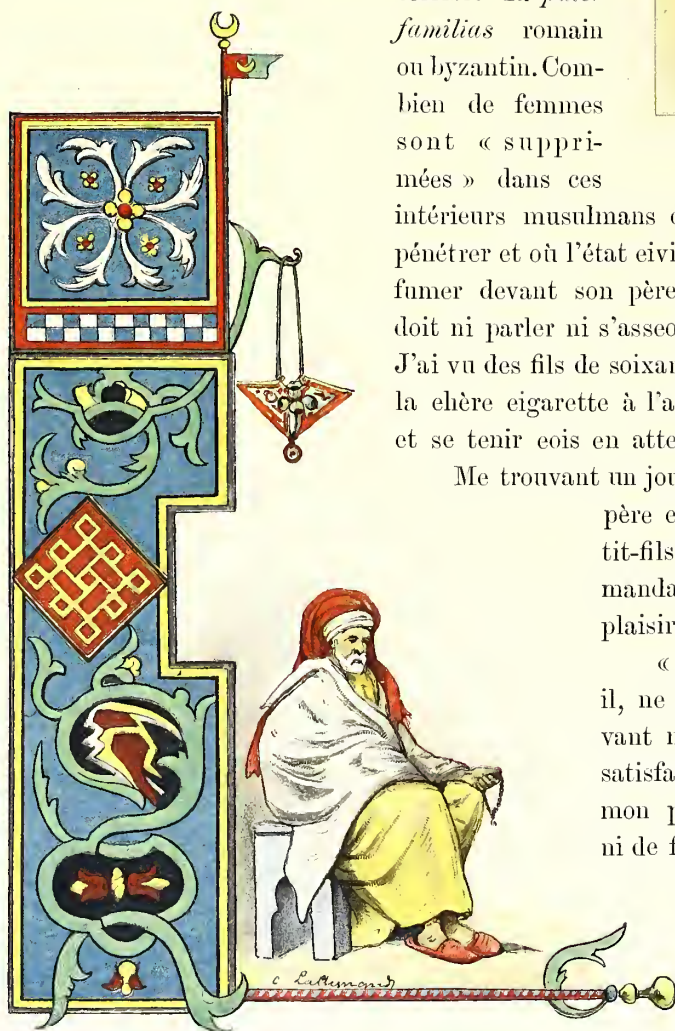 familias romain
ou byzantin. Com-
bien de femmes
sont « suppri-
mées » dans ces
intérieurs musulmans
pénétrer et où l'état civi
fumer devant son père
doit ni parler ni s'asseo
J'ai vu des fils de soixan
la chère cigarette à l'a
et se tenir cois en atte
Me trouvant un jou
père e
tit-fils
manda
plaisir
«
il, ne
vant n
satisfa
mon p
ni de f
C Lallemand